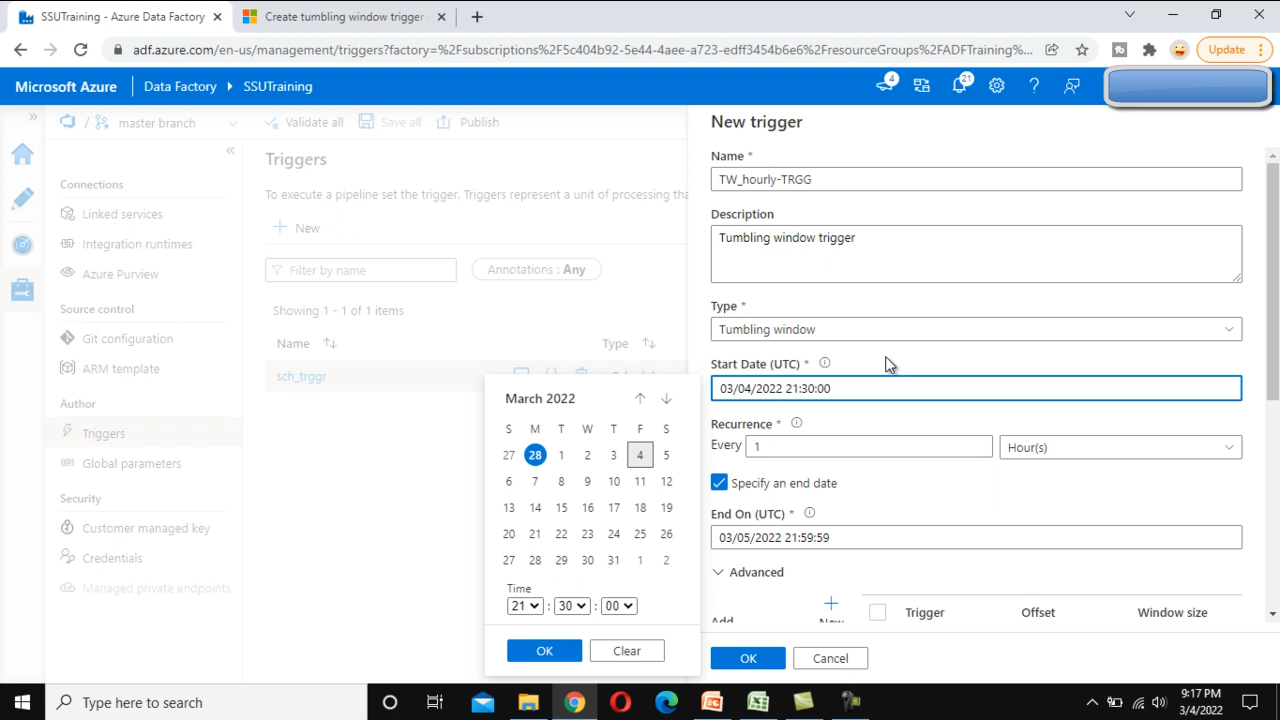 SSUTraining - Azure Data Factory
Create tumbling window trigger
adf.azure.com/en-us/management/triggers?factory=%2Fsubscriptions%2F5c404b92-5e44-4aee-a723-edff3454b6e6%2FresourceGroups%2FADFTraining%...
Update
Microsoft Azure
Data Factory
SSUTraining
4
21
/ master branch
Validate all
Save all
Publish
Connections
Linked services
Integration runtimes
Azure Purview
Source control
Git configuration
ARM template
Author
Triggers
Global parameters
Security
Customer managed key
Credentials
Managed private endpoints
Triggers
To execute a pipeline set the trigger. Triggers represent a unit of processing tha
New
Filter by name
Annotations : Any
Showing 1 - 1 of 1 items
Name
Type
sch_trggr
March 2022
S M T W T F S
27 28 1 2 3 4 5
6 7 8 9 10 11 12
13 14 15 16 17 18 19
20 21 22 23 24 25 26
27 28 29 30 31 1 2
Time
21 : 30 : 00
OK
Clear
New trigger
Name *
TW_hourly-TRGG
Description
Tumbling window trigger
Type *
Tumbling window
Start Date (UTC) *
03/04/2022 21:30:00
Recurrence *
Every 1
Hour(s)
Specify an end date
End On (UTC) *
03/05/2022 21:59:59
Advanced
Add
New
Trigger
Offset
Window size
OK
Cancel
Type here to search
9:17 PM
3/4/2022